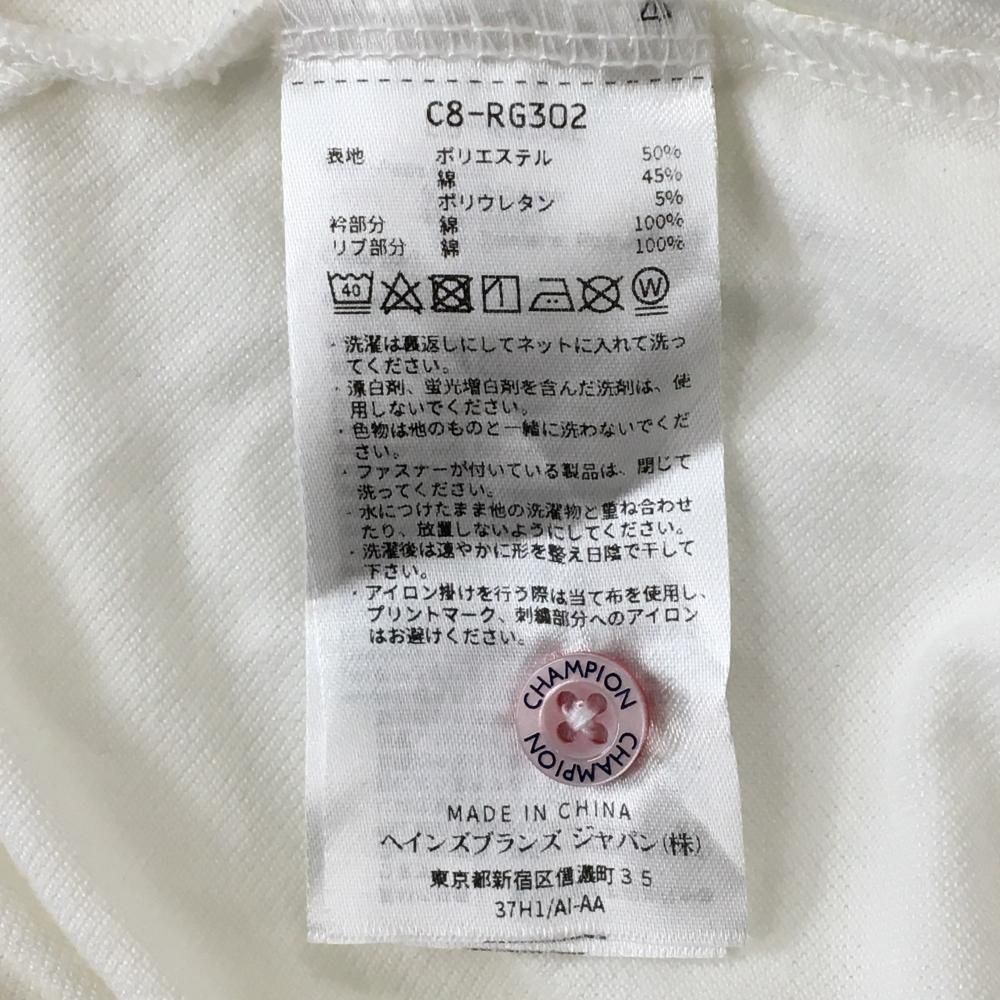 C8-RG302
表地 ポリエステル 50%
綿 45%
ポリウレタン 5%
衿部分 綿 100%
リブ部分 綿 100%
40 W
・洗濯は裏返しにしてネットに入れて洗っ
てください。
・漂白剤、蛍光増白剤を含んだ洗剤は、使
用しないでください。
・色物は他のものと一緒に洗わないでくだ
さい。
・ファスナーが付いている製品は、閉じて
洗ってください。
・水につけたまま他の洗濯物と重ね合わせ
たり、放置しないようにしてください。
・洗濯後は速やかに形を整え日陰で干して
下さい。
・アイロン掛けを行う際は当て布を使用し、
プリントマーク、刺繍部分へのアイロン
はお避けください。
CHAMPION
CHAMPION
MADE IN CHINA
ヘインズブランズ ジャパン(株)
東京都新宿区信濃町35
37H1/AI-AA